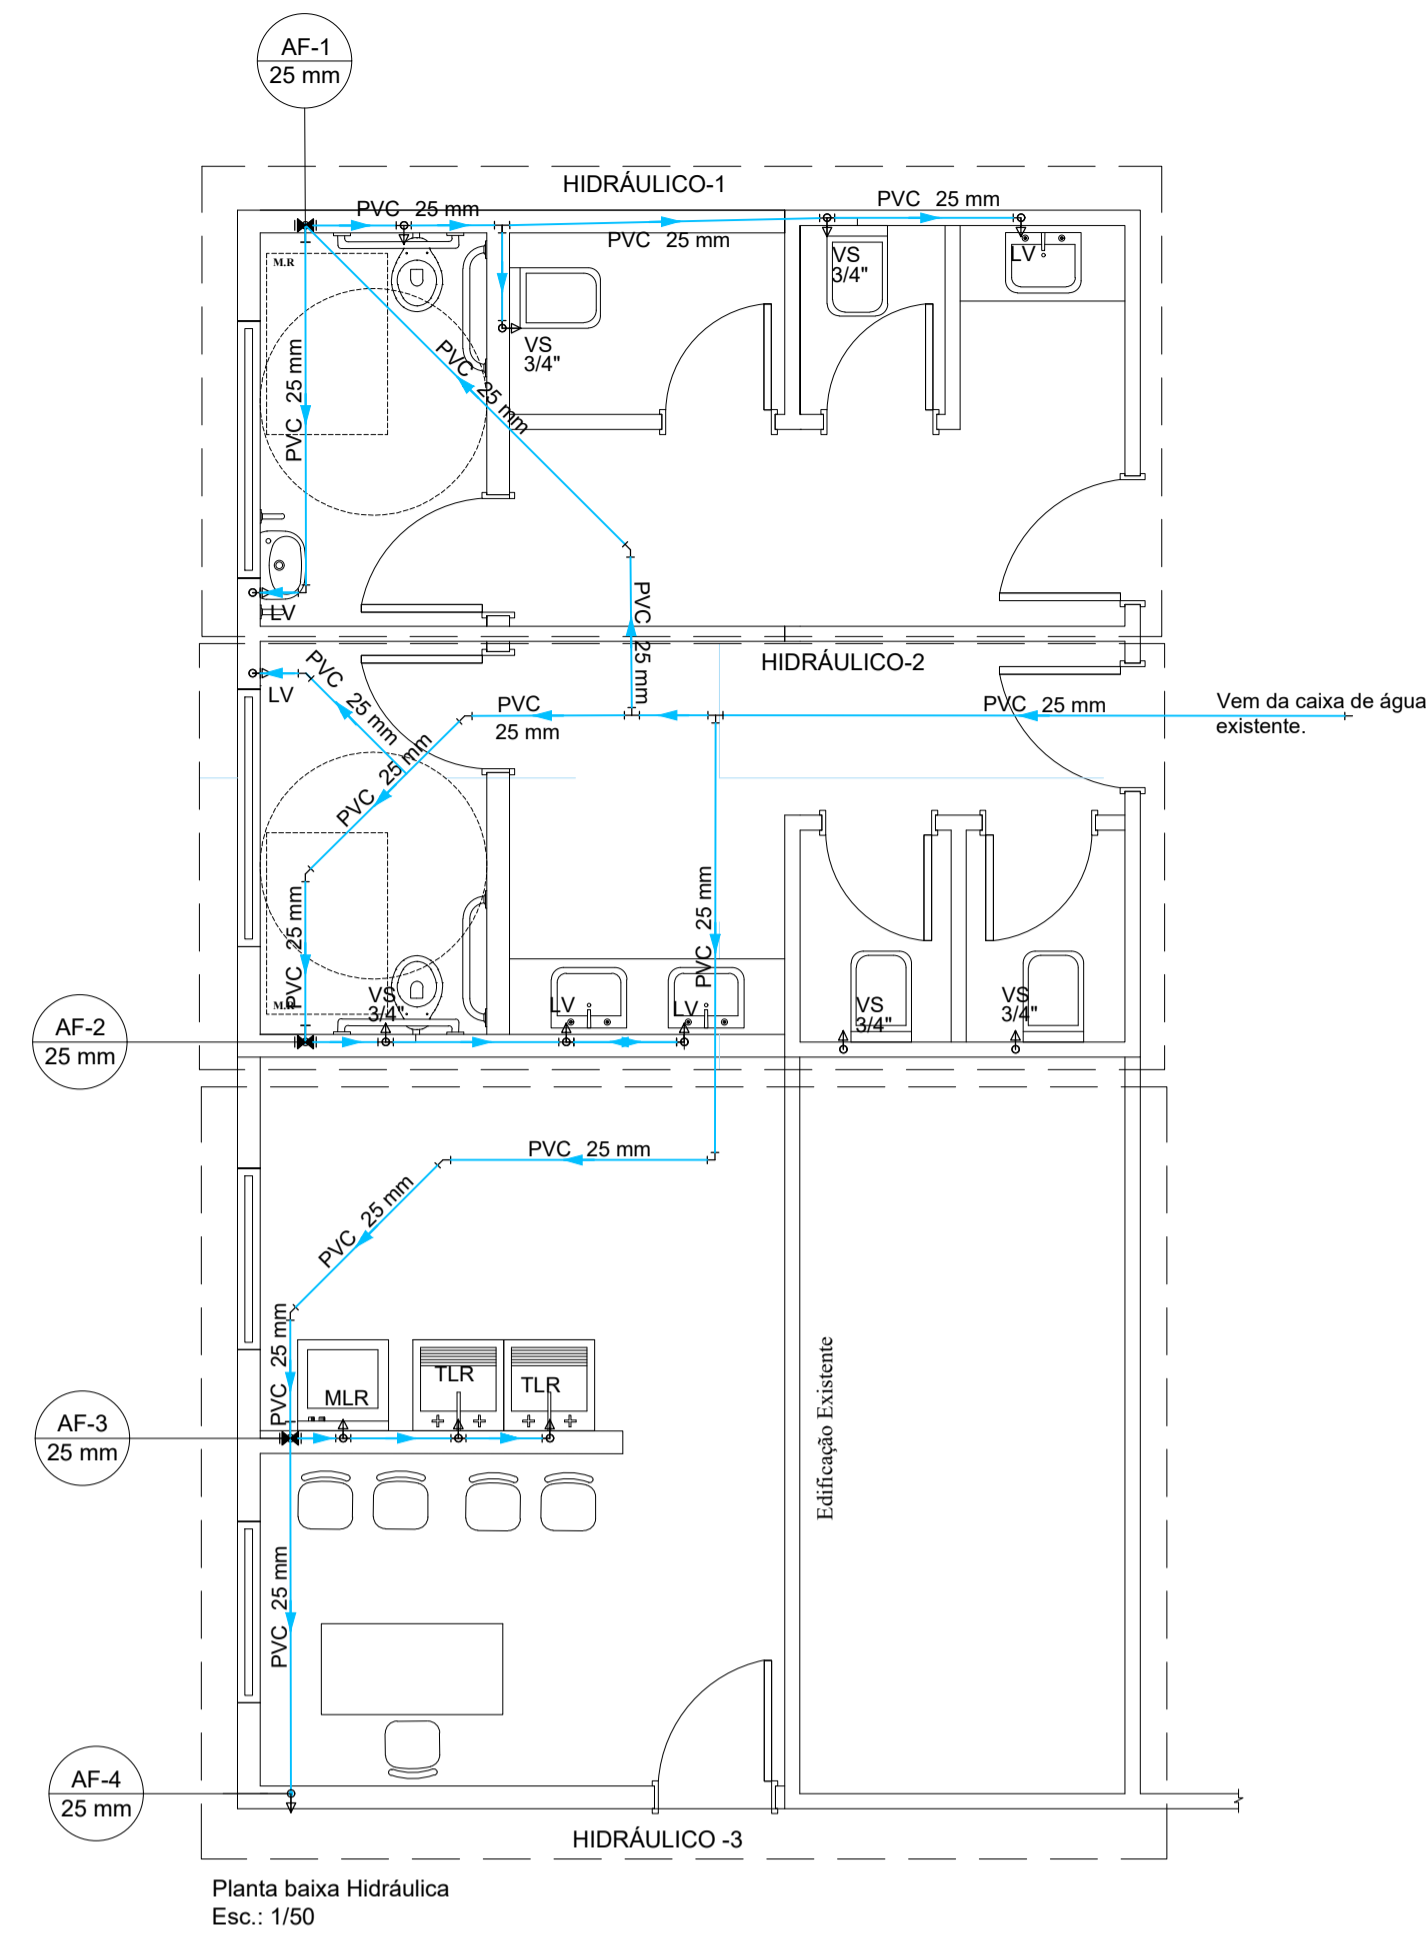 AF-1
25 mm
HIDRÁULICO-1
PVC 25 mm
PVC 25 mm
PVC 25 mm
M.R
VS
3/4"
LV
VS
3/4"
PVC 25 mm
PVC 25 mm
LV
PVC 25 mm
HIDRÁULICO-2
PVC 25 mm
LV
PVC
25 mm
PVC 25 mm
Vem da caixa de água
existente.
PVC 25 mm
PVC 25 mm
PVC 25 mm
M.R
VS
3/4"
LV
LV
VS
3/4"
VS
3/4"
AF-2
25 mm
PVC 25 mm
PVC 25 mm
PVC 25 mm
MLR
TLR
TLR
Edificação Existente
AF-3
25 mm
PVC 25 mm
AF-4
25 mm
HIDRÁULICO -3
Planta baixa Hidráulica
Esc.: 1/50